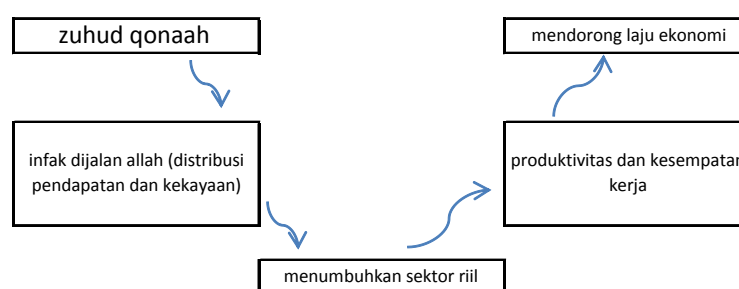 zuhud qonaah
mendorong laju ekonomi
infak dijalan allah (distribusi
pendapatan dan kekayaan)
produktivitas dan kesempatan
kerja
menumbuhkan sektor riil